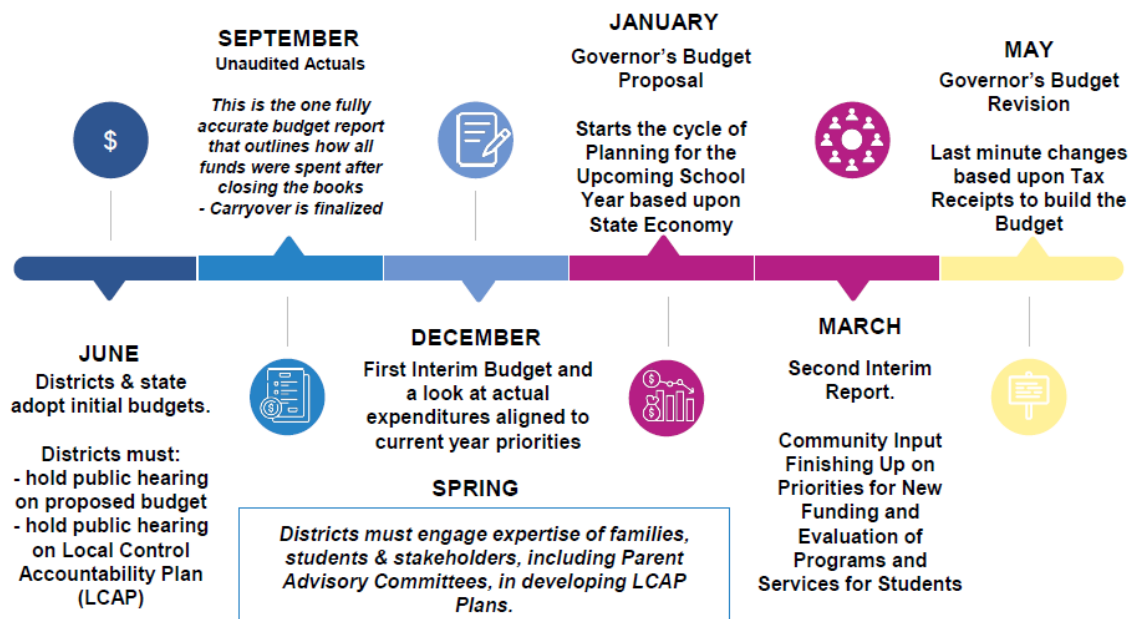 SEPTEMBER
Unaudited Actuals
This is the one fully
accurate budget report
that outlines how all
funds were spent after
closing the books
- Carryover is finalized
JANUARY
Governor's Budget
Proposal
Starts the cycle of
Planning for the
Upcoming School
Year based upon
State Economy
MAY
Governor's Budget
Revision
Last minute changes
based upon Tax
Receipts to build the
Budget
$
JUNE
Districts & state
adopt initial budgets.
Districts must:
- hold public hearing
on proposed budget
- hold public hearing
on Local Control
Accountability Plan
(LCAP)
$
DECEMBER
First Interim Budget and
a look at actual
expenditures aligned to
current year priorities
$
$
MARCH
Second Interim
Report.
Community Input
Finishing Up on
Priorities for New
Funding and
Evaluation of
Programs and
Services for Students
SPRING
Districts must engage expertise of families,
students & stakeholders, including Parent
Advisory Committees, in developing LCAP
Plans.